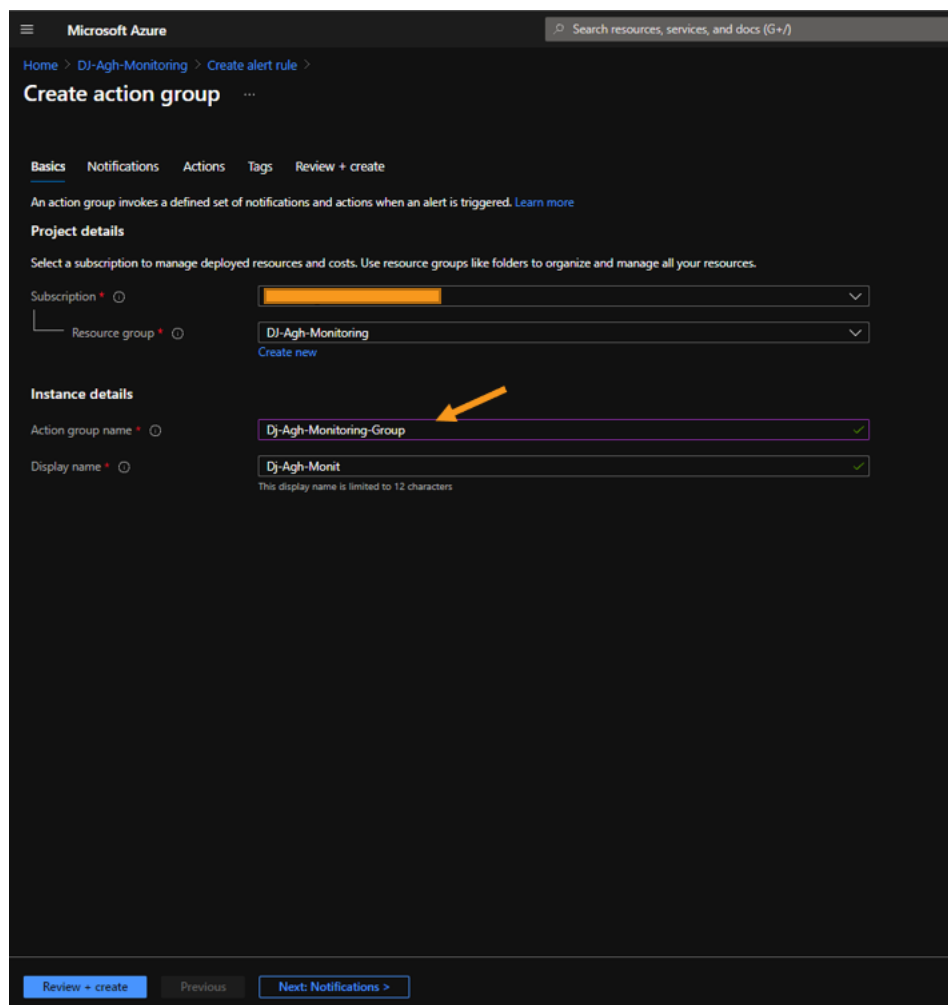 Microsoft Azure
Search resources, services, and docs (G+/)
Home > DJ-Agh-Monitoring > Create alert rule >
Create action group ...
Basics Notifications Actions Tags Review + create
An action group invokes a defined set of notifications and actions when an alert is triggered. Learn more
Project details
Select a subscription to manage deployed resources and costs. Use resource groups like folders to organize and manage all your resources.
Subscription *
Resource group * DJ-Agh-Monitoring
Create new
Instance details
Action group name * Dj-Agh-Monitoring-Group
Display name * Dj-Agh-Monit
This display name is limited to 12 characters
Review + create Previous Next: Notifications >